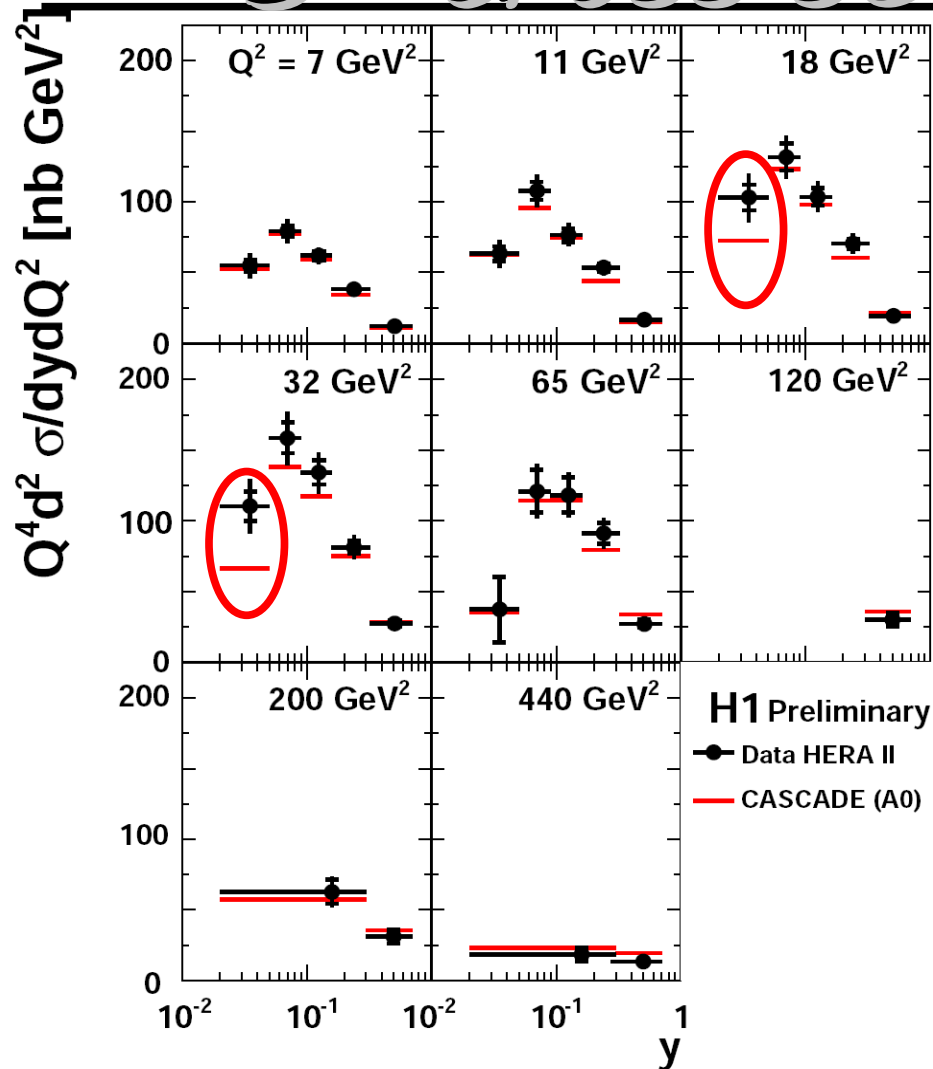 Q⁴d² σ/dydQ² [nb GeV²]
Q² = 7 GeV²
11 GeV²
18 GeV²
200
100
0
32 GeV²
65 GeV²
120 GeV²
200
100
0
200 GeV²
440 GeV²
H1 Preliminary
Data HERA II
CASCADE (A0)
200
100
0
10⁻²
10⁻¹
10⁻²
10⁻¹
1
y